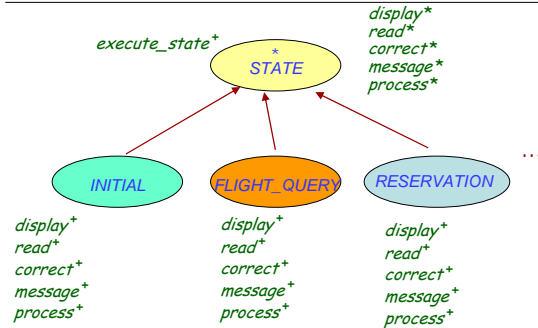 execute_state+
*
STATE
display*
read*
correct*
message*
process*
INITIAL
FLIGHT_QUERY
RESERVATION
...
display+
read+
correct+
message+
process+
display+
read+
correct+
message+
process+
display+
read+
correct+
message+
process+